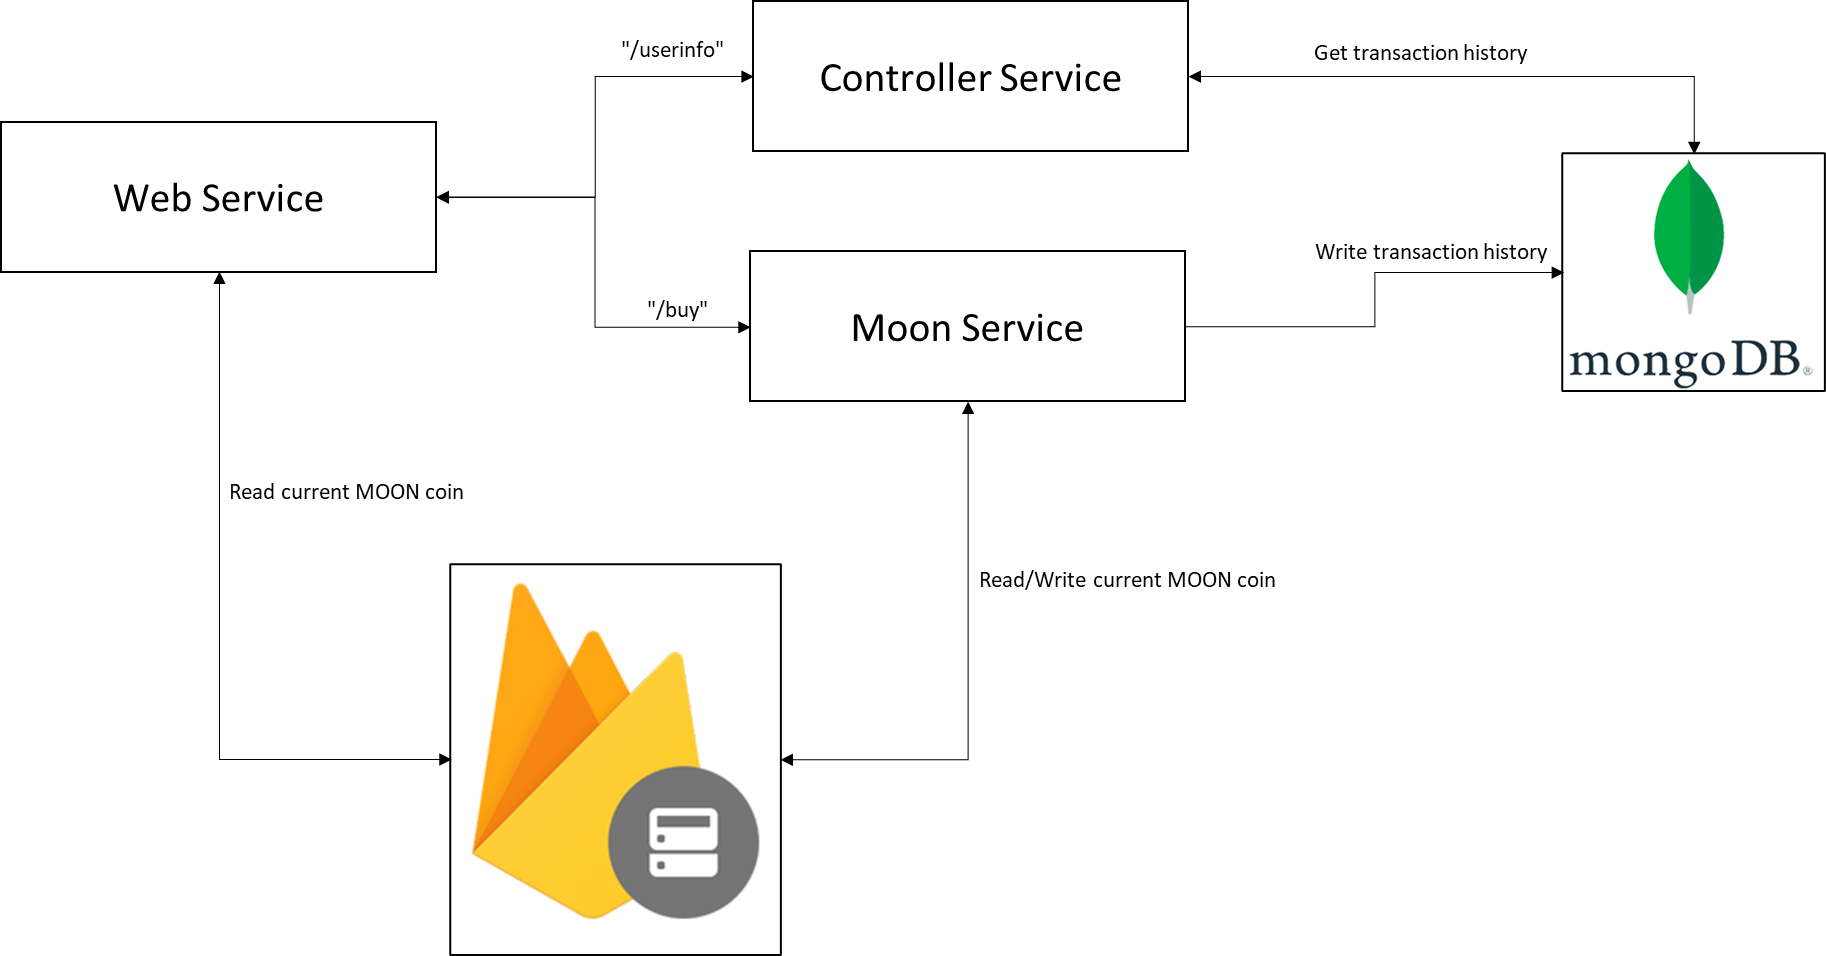 "/userinfo"
Controller Service
Get transaction history
Web Service
"/buy"
Moon Service
Write transaction history
mongoDB®
Read current MOON coin
Read/Write current MOON coin